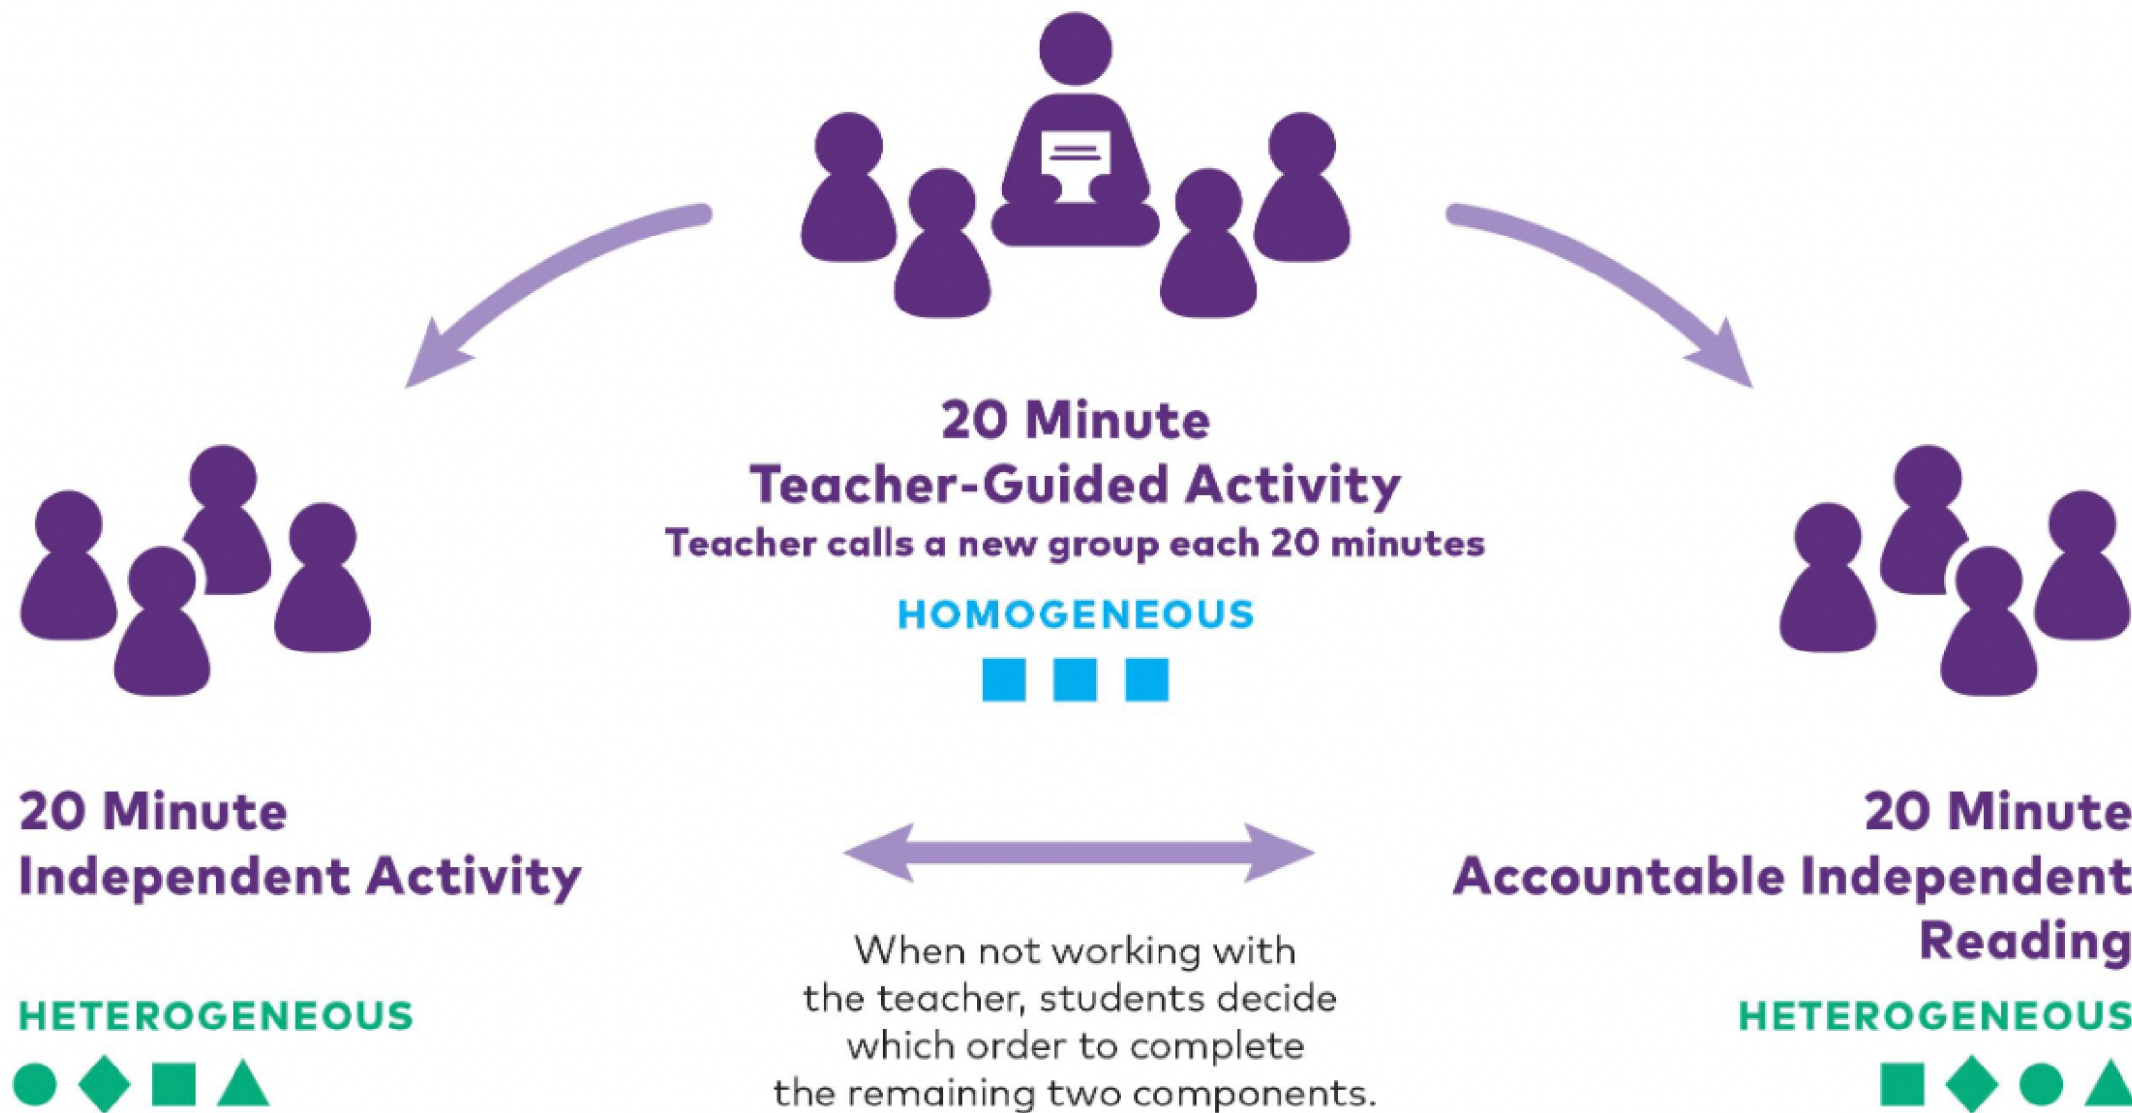 20 Minute
Teacher-Guided Activity
Teacher calls a new group each 20 minutes
HOMOGENEOUS
20 Minute
Independent Activity
HETEROGENEOUS
20 Minute
Accountable Independent
Reading
HETEROGENEOUS
When not working with
the teacher, students decide
which order to complete
the remaining two components.